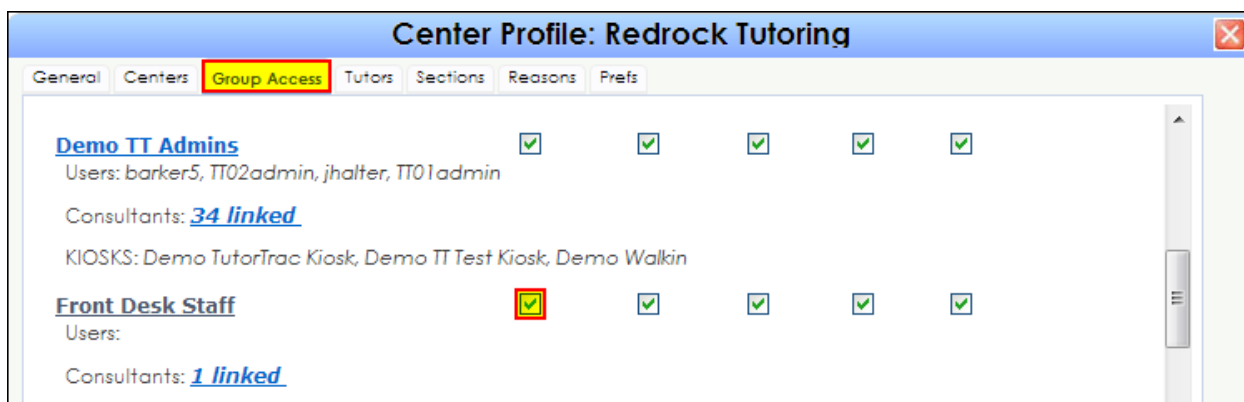 Center Profile: Redrock Tutoring
General Centers Group Access Tutors Sections Reasons Prefs
Demo TT Admins
Users: barker5, TT02admin, jhalter, TT01admin
Consultants: 34 linked
KIOSKS: Demo TutorTrac Kiosk, Demo TT Test Kiosk, Demo Walkin
Front Desk Staff
Users:
Consultants: 1 linked